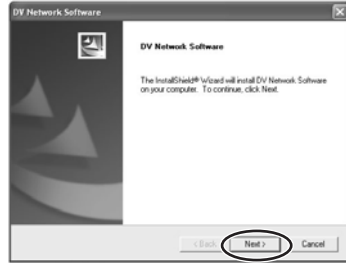 DV Network Software
DV Network Software
The InstallShield® Wizard will install DV Network Software
on your computer. To continue, click Next.
< Back
Next >
Cancel